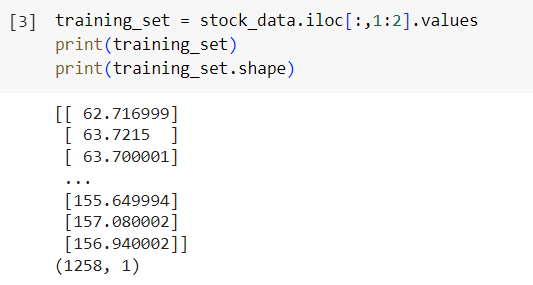 [3] training_set = stock_data.iloc[:,1:2].values
print(training_set)
print(training_set.shape)
[[ 62.716999]
[ 63.7215  ]
[ 63.700001]
...
[155.649994]
[157.080002]
[156.940002]]
(1258, 1)